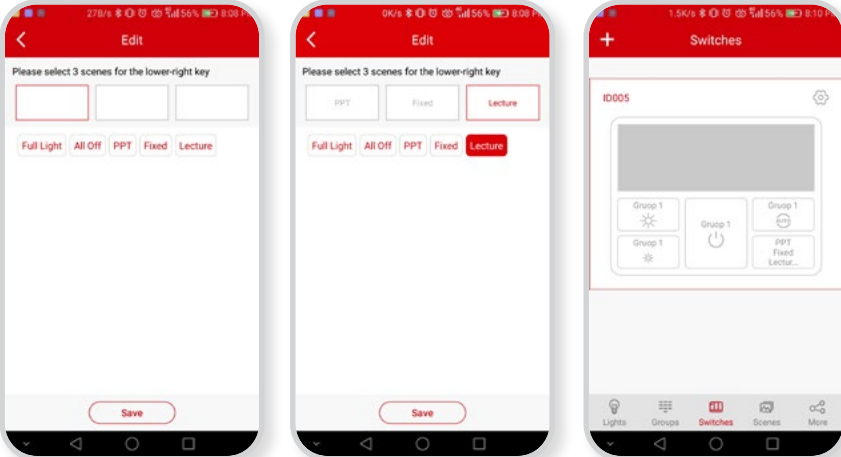 27B/s 56% 8:08 P
Edit
Please select 3 scenes for the lower-right key
Full Light All Off PPT Fixed Lecture
Save
0K/s 56% 8:08 P
Edit
Please select 3 scenes for the lower-right key
PPT Fixed Lecture
Full Light All Off PPT Fixed Lecture
Save
1.5K/s 56% 8:10 P
Switches
ID005
Gruop 1
Gruop 1
Gruop 1
Gruop 1
PPT
Fixed
Lectur...
Lights Groups Switches Scenes More